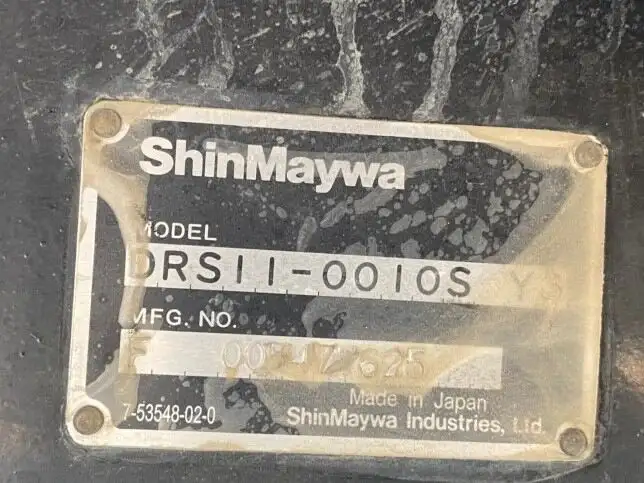 ShinMaywa
MODEL
DRS11-0010S
MFG. NO.
F
Made in Japan
7-53548-02-0
ShinMaywa Industries, Ltd.